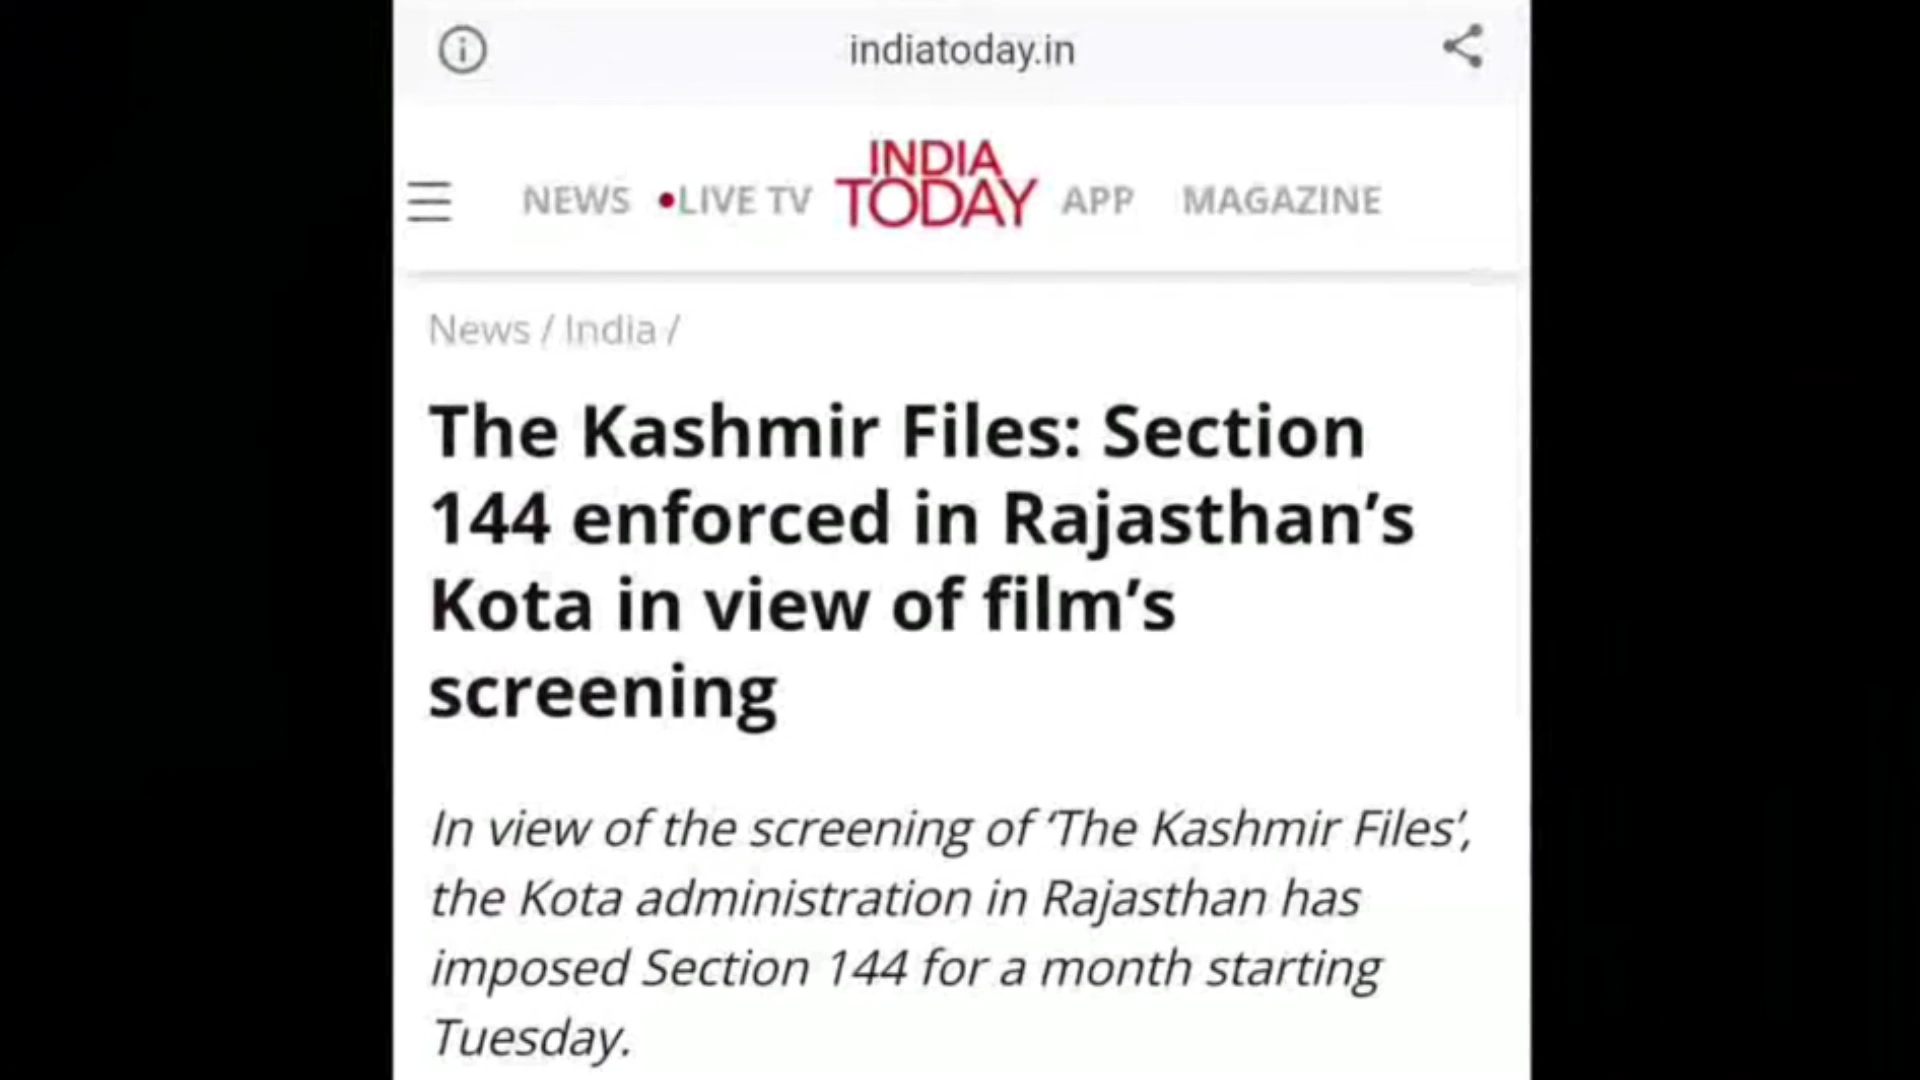 indiatoday.in
NEWS •LIVE TV INDIA TODAY APP MAGAZINE
News / India /
The Kashmir Files: Section
144 enforced in Rajasthan’s
Kota in view of film’s
screening
In view of the screening of ‘The Kashmir Files’,
the Kota administration in Rajasthan has
imposed Section 144 for a month starting
Tuesday.